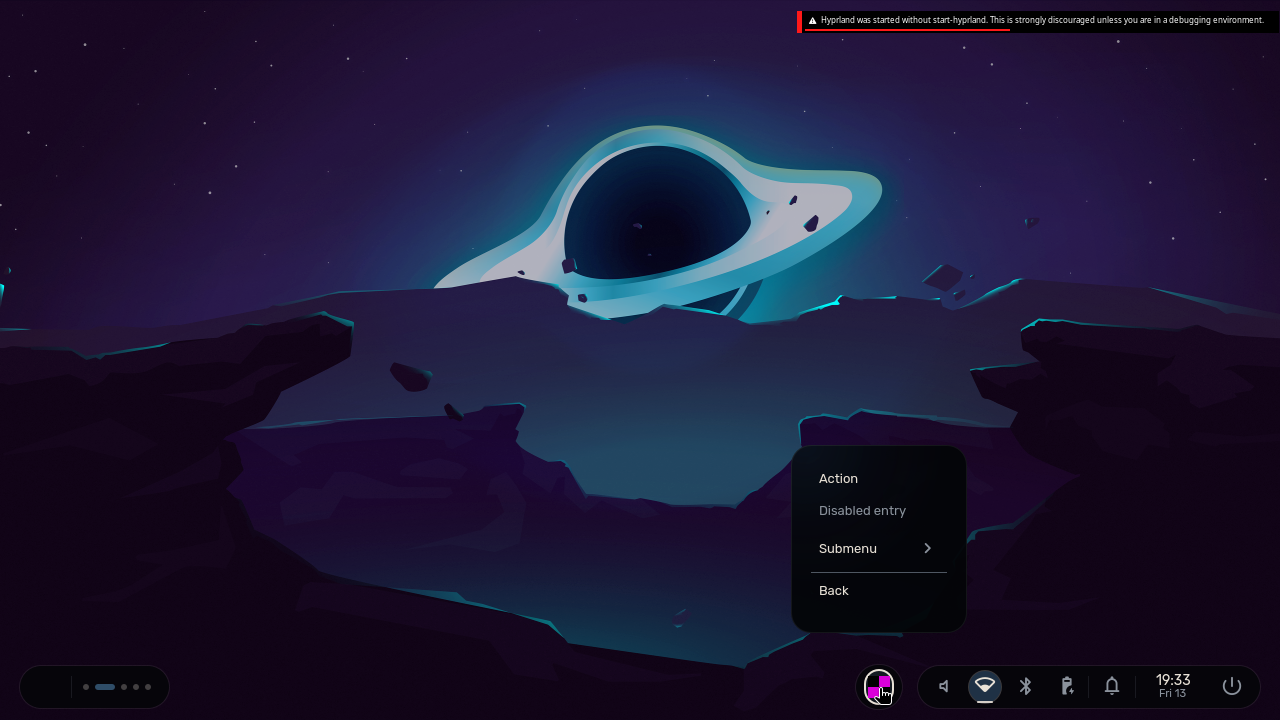 Hyprland was started without start-hyprland. This is strongly discouraged unless you are in a debugging environment.
Action
Disabled entry
Submenu
Back
19:33
Fri 13